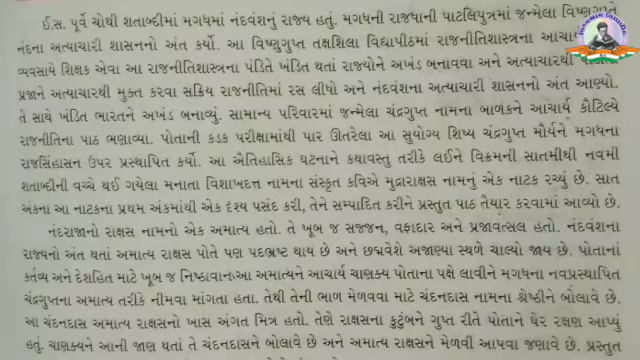 ઈ.સ. પૂર્વે ચોથી શતાબ્દીમાં મગધમાં નંદવંશનું રાજ્ય હતું. મગધની રાજધાની પાટલિપુત્રમાં જન્મેલા વિષ્ણુગુપ્તે
નંદના અત્યાચારી શાસનનો અંત કર્યો. આ વિષ્ણુગુપ્ત તક્ષશિલા વિદ્યાપીઠમાં રાજનીતિશાસ્ત્રના
વ્યવસાયે શિક્ષક એવા આ રાજનીતિશાસ્ત્રના પંડિતે ખંડિત થતાં રાજ્યોને અખંડ બનાવવા અને અત્યાચારથી
પ્રજાને અત્યાચારથી મુક્ત કરવા સક્રિય રાજનીતિમાં રસ લીધો અને નંદવંશના અત્યાચારી શાસનનો અંત આણ્યો.
તે સાથે ખંડિત ભારતને અખંડ બનાવ્યું. સામાન્ય પરિવારમાં જન્મેલા ચંદ્રગુપ્ત નામના બાળકને આચાર્ય કૌટિલ્યે
રાજનીતિના પાઠ ભણાવ્યા. પોતાની કડક પરીક્ષામાંથી પાર ઊતરેલા આ સુયોગ્ય શિષ્ય ચંદ્રગુપ્ત મૌર્યને મગધના
રાજસિંહાસન ઉપર પ્રસ્થાપિત કર્યો. આ ઐતિહાસિક ઘટનાને કથાવસ્તુ તરીકે લઈને વિક્રમની સાતમીથી નવમી
શતાબ્દીની વચ્ચે થઈ ગયેલા મનાતા વિશાખદત્ત નામના સંસ્કૃત કવિએ મુદ્રારાક્ષસ નામનું એક નાટક રચ્યું છે. સાત
અંકના આ નાટકના પ્રથમ અંકમાંથી એક દૃશ્ય પસંદ કરી, તેને સમ્પાદિત કરીને પ્રસ્તુત પાઠ તૈયાર કરવામાં આવ્યો છે.
નંદરાજાનો રાક્ષસ નામનો એક અમાત્ય હતો. તે ખૂબ જ સજ્જન, વફાદાર અને પ્રજાવત્સલ હતો. નંદવંશના
રાજ્યનો અંત થતાં અમાત્ય રાક્ષસ પોતે પણ પદભ્રષ્ટ થાય છે અને છદ્મવેશે અજાણ્યા સ્થળે ચાલ્યો જાય છે. પોતાનાં
કર્તવ્ય અને દેશહિત માટે ખૂબ જ નિષ્ઠાવાન આ અમાત્યને આચાર્ય ચાણક્ય પોતાના પક્ષે લાવીને મગધના નવપ્રસ્થાપિત
ચંદ્રગુપ્તના અમાત્ય તરીકે નીમવા માંગતા હતા. તેથી તેની ભાળ મેળવવા માટે ચંદનદાસ નામના શ્રેષ્ઠીને બોલાવે છે.
આ ચંદનદાસ અમાત્ય રાક્ષસનો ખાસ અંગત મિત્ર હતો. તેણે રાક્ષસના કુટુંબને ગુપ્ત રીતે પોતાને ઘેર રક્ષણ આપ્યું
હતું. ચાણક્યને આની જાણ થતાં તે ચંદનદાસને બોલાવે છે અને અમાત્ય રાક્ષસને મેળવી આપવા જણાવે છે. પ્રસ્તુત